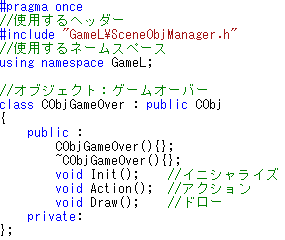 #pragma once
//使用するヘッダー
#include "GameL¥SceneObjManager.h"
//使用するネームスペース
using namespace GameL;
//オブジェクト：ゲームオーバー
class CObjGameOver : public CObj
{
public :
CObjGameOver(){};
~CObjGameOver(){};
void Init(); //イニシャライズ
void Action(); //アクション
void Draw(); //ドロー
private:
};